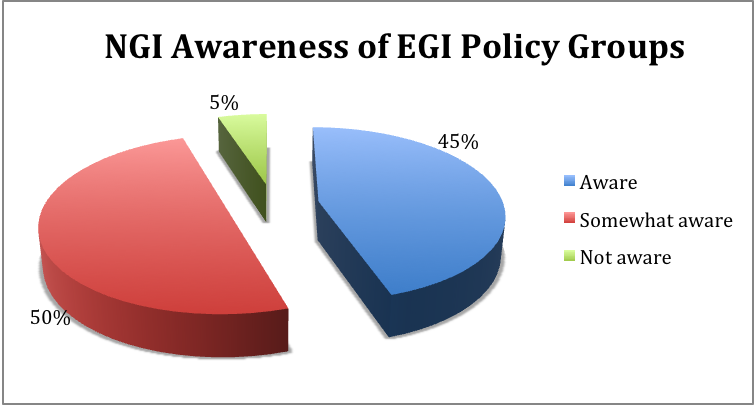 NGI Awareness of EGI Policy Groups
5%
45%
Aware
Somewhat aware
Not aware
50%